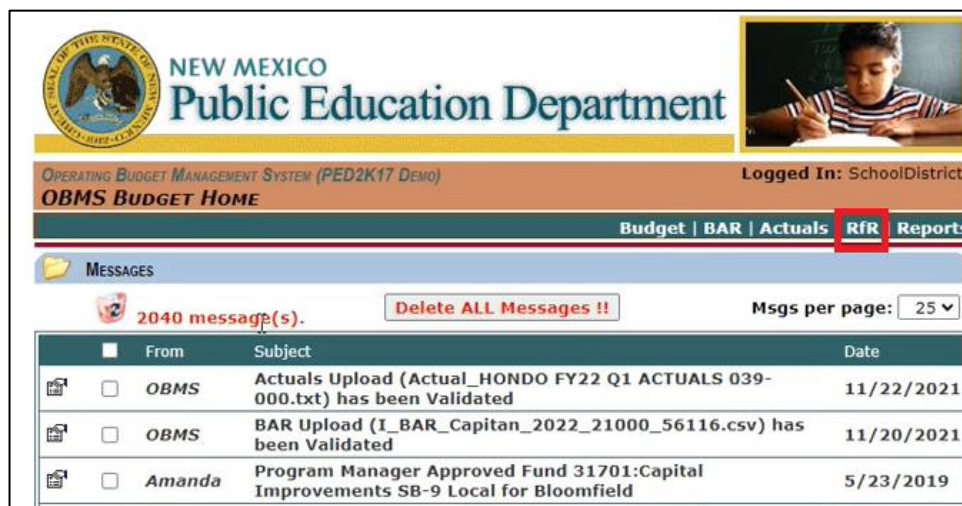 NEW MEXICO
Public Education Department
OPERATING BUDGET MANAGEMENT SYSTEM (PED2K17 DEMO)
Logged In: SchoolDistrict
OBMS BUDGET HOME
Budget | BAR | Actuals | RfR | Reports
MESSAGES
2040 message(s).
Delete ALL Messages !!
Msgs per page: 25
From Subject Date
OBMS Actuals Upload (Actual_HONDO FY22 Q1 ACTUALS 039-
000.txt) has been Validated
11/22/2021
OBMS BAR Upload (I_BAR_Capitan_2022_21000_56116.csv) has
been Validated
11/20/2021
Amanda Program Manager Approved Fund 31701:Capital
Improvements SB-9 Local for Bloomfield
5/23/2019